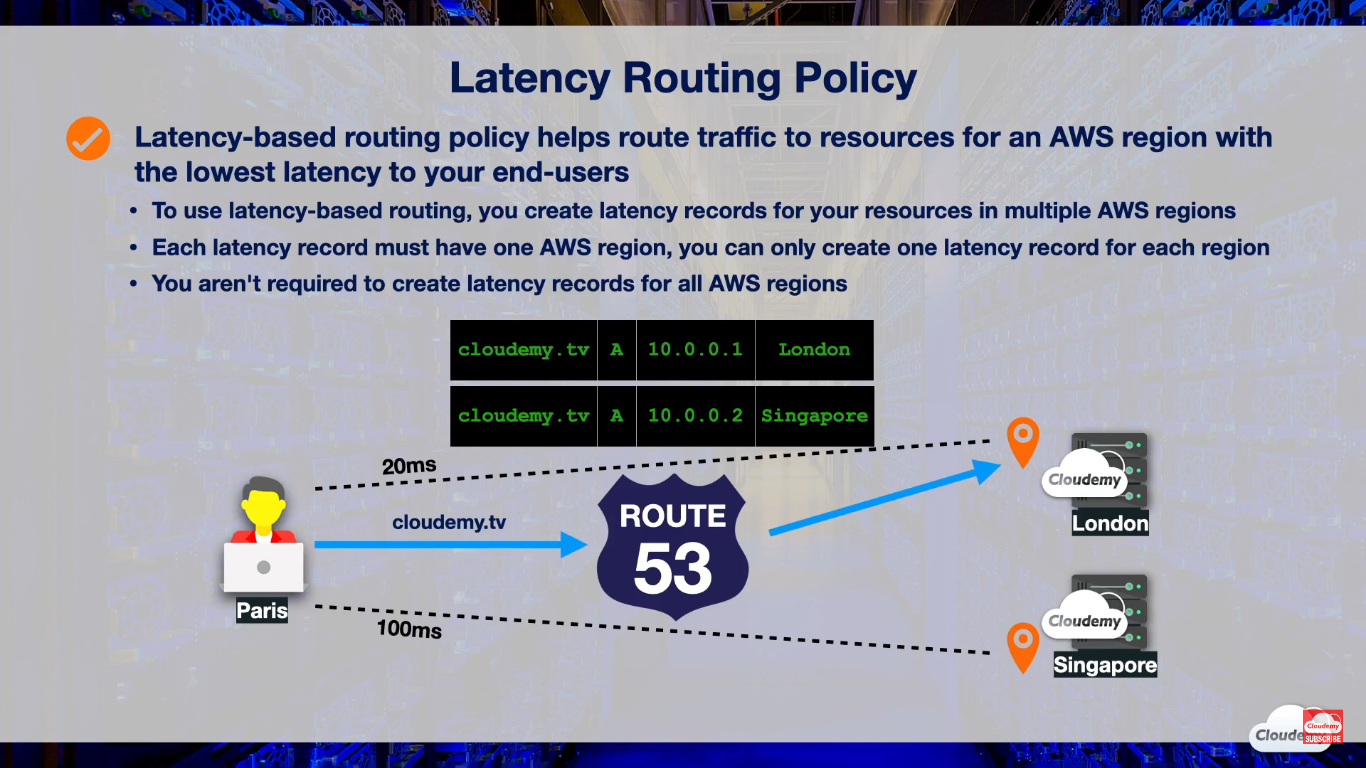 Latency Routing Policy
Latency-based routing policy helps route traffic to resources for an AWS region with
the lowest latency to your end-users
• To use latency-based routing, you create latency records for your resources in multiple AWS regions
• Each latency record must have one AWS region, you can only create one latency record for each region
• You aren't required to create latency records for all AWS regions
cloudemy.tv A 10.0.0.1 London
cloudemy.tv A 10.0.0.2 Singapore
20ms
cloudemy.tv
ROUTE
53
Cloudemy
London
Paris
100ms
Cloudemy
Singapore
Cloude
Cloudemy
SUBSCRIBE